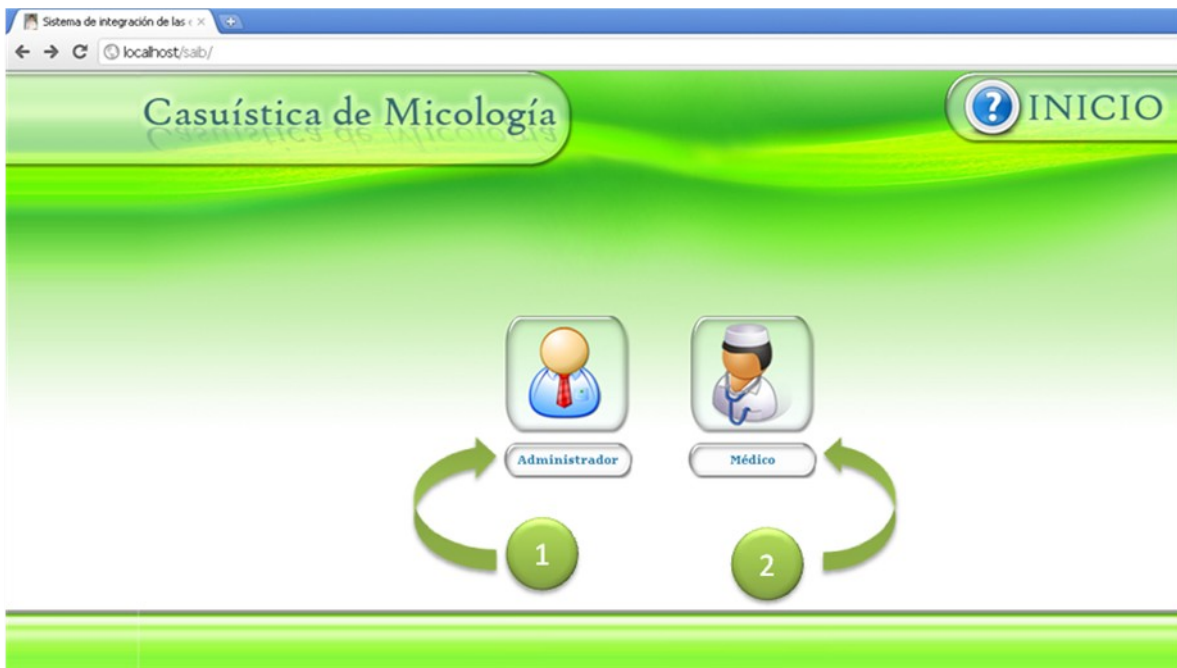 Sistema de integración de las e
localhost/saib/
Casuística de Micología
? INICIO
Administrador
Médico
1
2